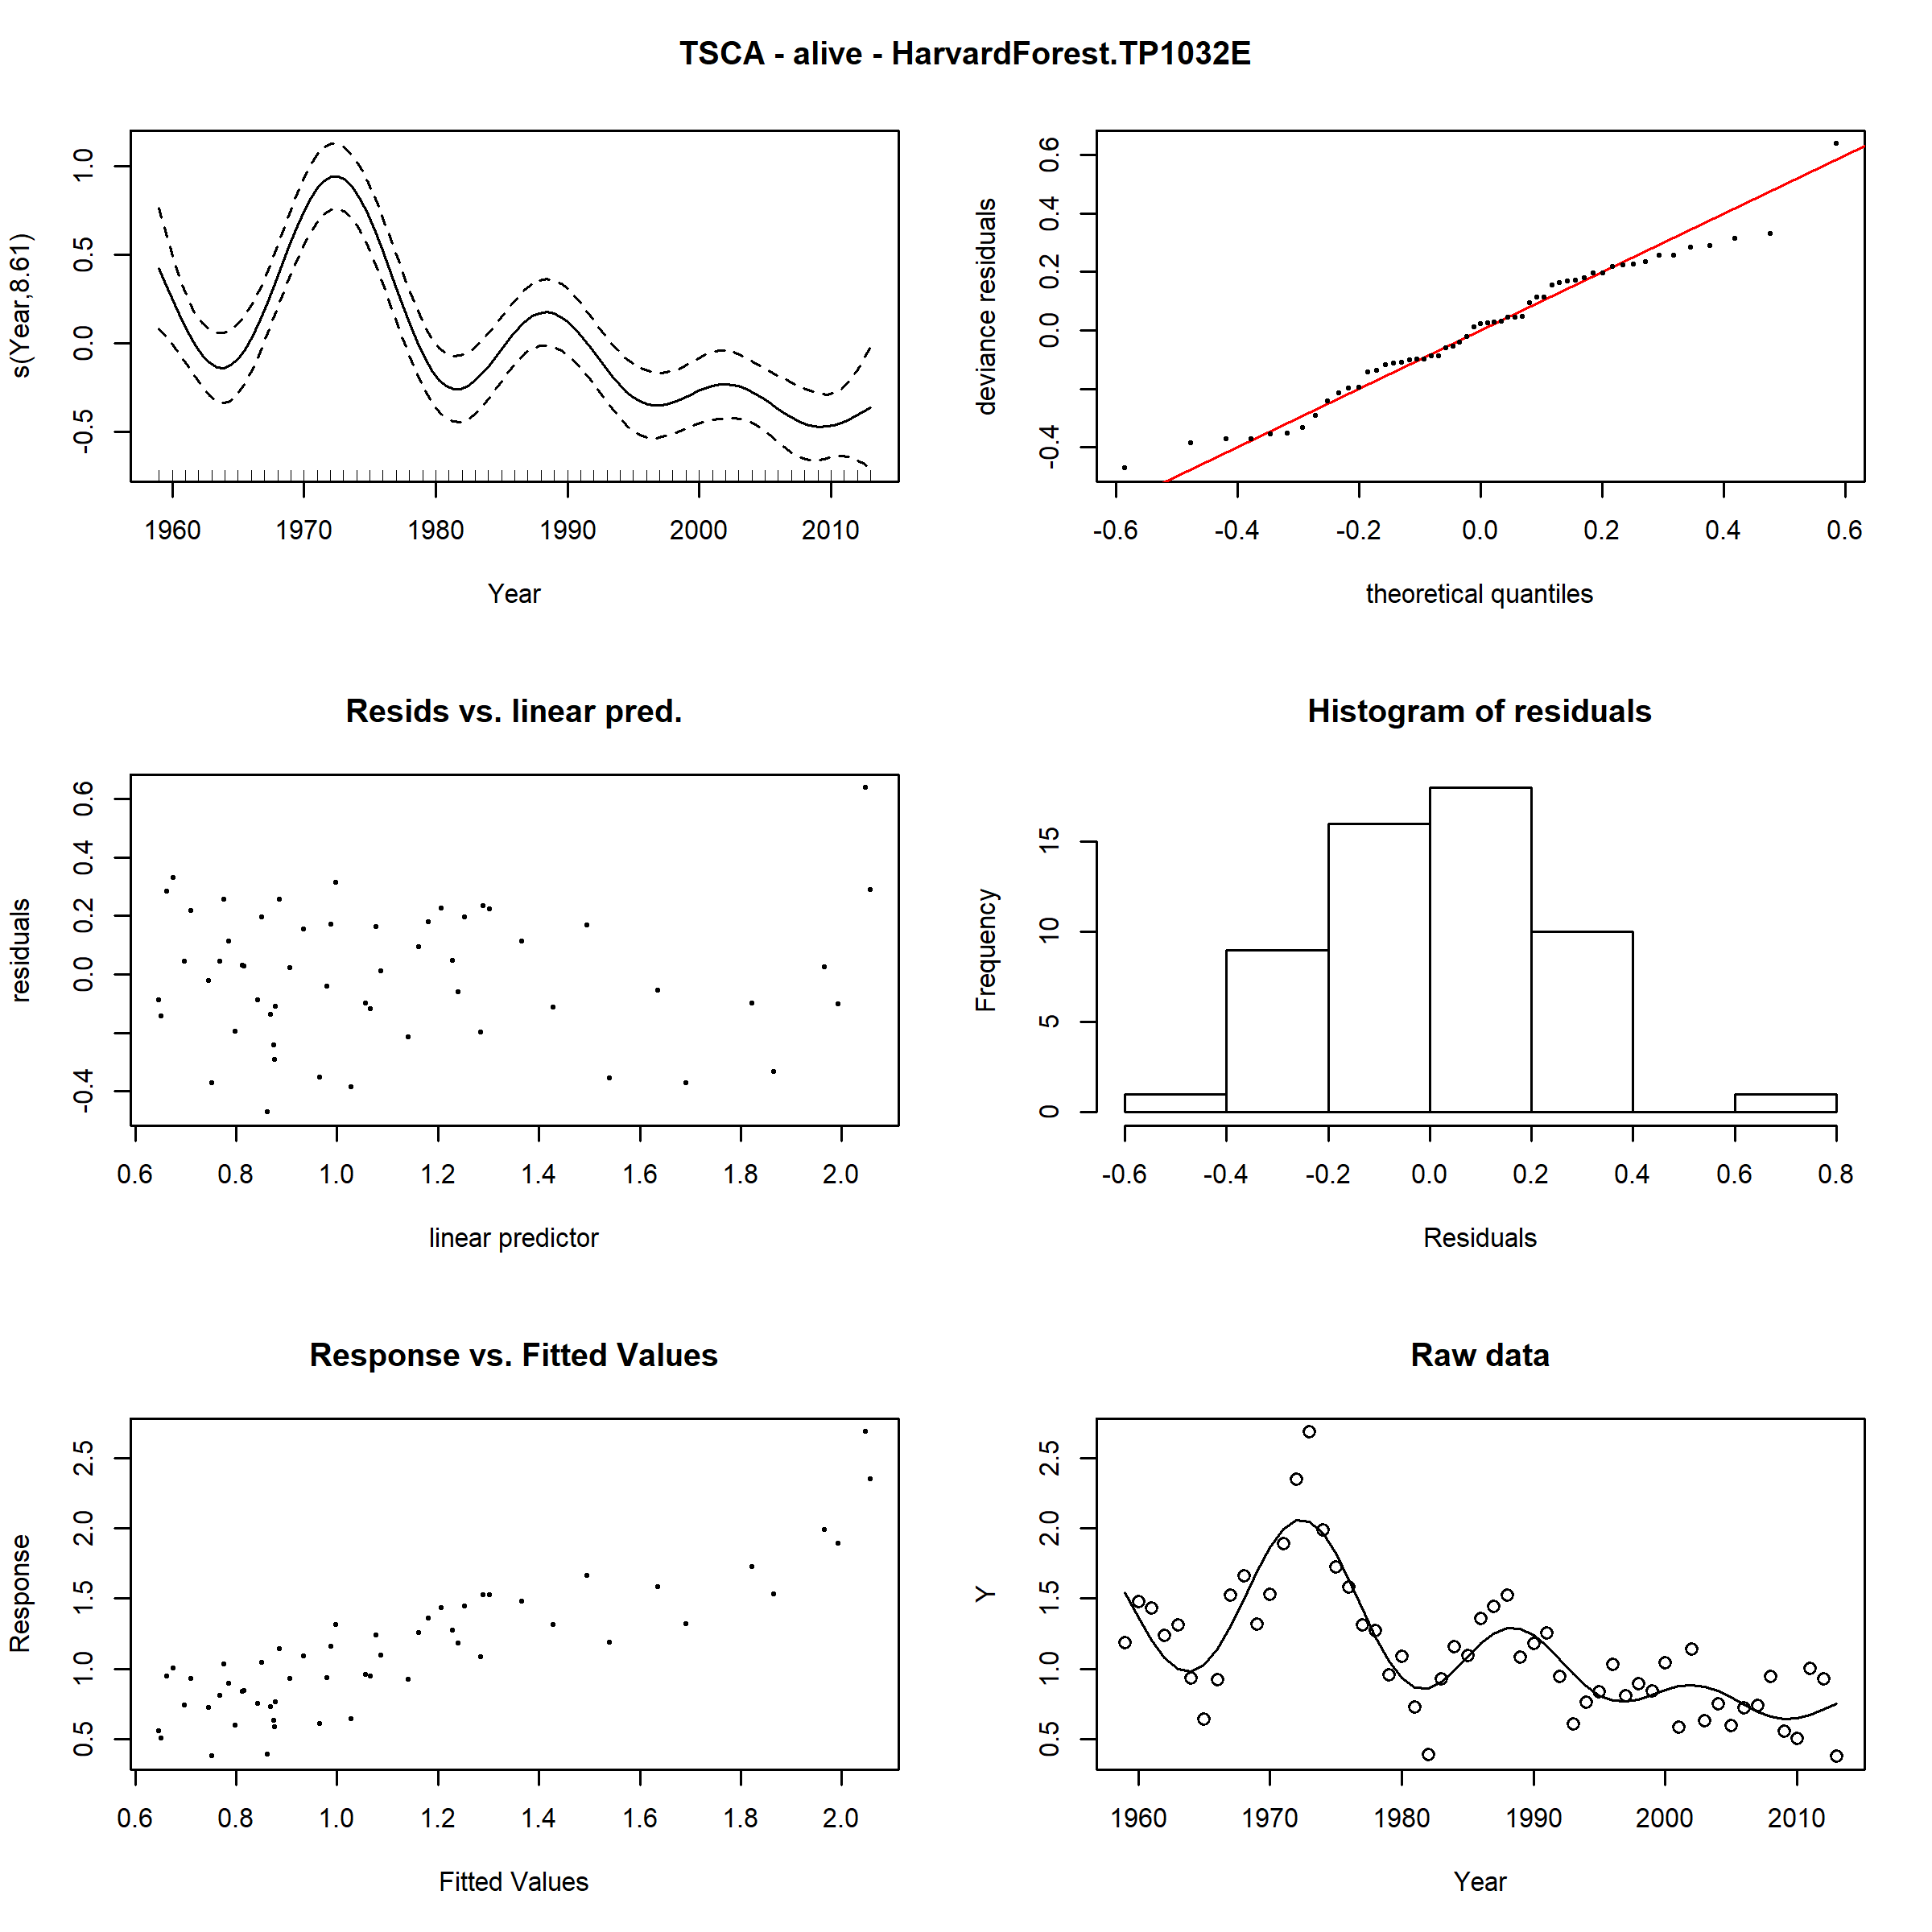 TSCA - alive - HarvardForest.TP1032E
s(Year,8.61)
-0.5 0.0 0.5 1.0
1960 1970 1980 1990 2000 2010
Year
deviance residuals
-0.4 0.0 0.2 0.4 0.6
-0.6 -0.4 -0.2 0.0 0.2 0.4 0.6
theoretical quantiles
Resids vs. linear pred.
residuals
-0.4 0.0 0.2 0.4 0.6
0.6 0.8 1.0 1.2 1.4 1.6 1.8 2.0
linear predictor
Histogram of residuals
Frequency
0 5 10 15
-0.6 -0.4 -0.2 0.0 0.2 0.4 0.6 0.8
Residuals
Response vs. Fitted Values
Response
0.5 1.0 1.5 2.0 2.5
0.6 0.8 1.0 1.2 1.4 1.6 1.8 2.0
Fitted Values
Raw data
Y
0.5 1.0 1.5 2.0 2.5
1960 1970 1980 1990 2000 2010
Year